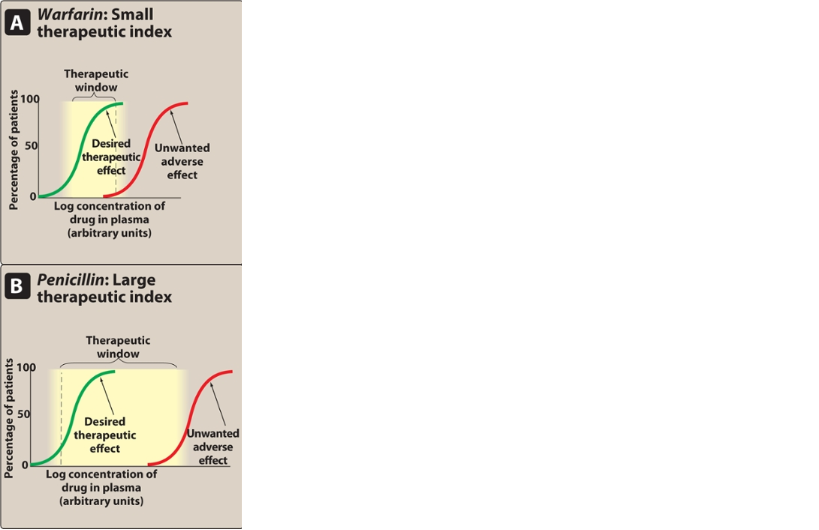 A
Warfarin: Small
therapeutic index
Therapeutic
window
100
50
0
Percentage of patients
Desired
therapeutic
effect
Unwanted
adverse
effect
Log concentration of
drug in plasma
(arbitrary units)
B
Penicillin: Large
therapeutic index
Therapeutic
window
100
50
0
Percentage of patients
Desired
therapeutic
effect
Unwanted
adverse
effect
Log concentration of
drug in plasma
(arbitrary units)